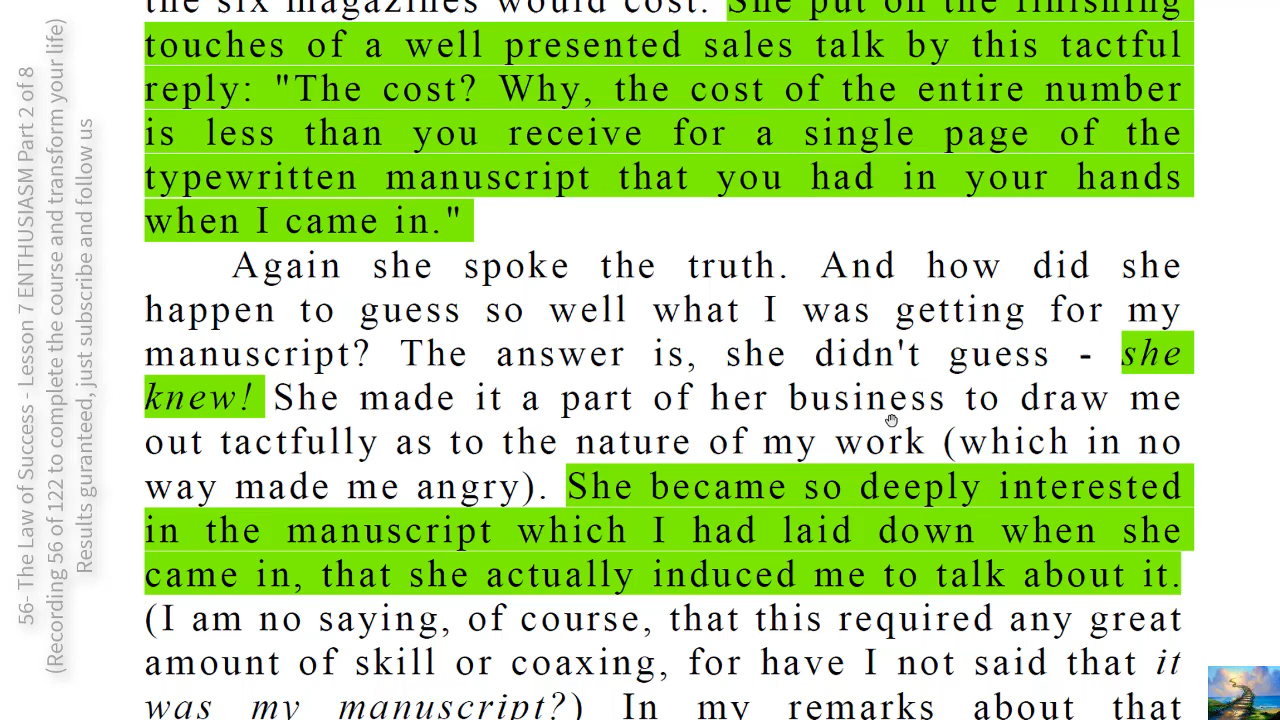 the six magazines would cost. She put on the finishing
touches of a well presented sales talk by this tactful
reply: "The cost? Why, the cost of the entire number
is less than you receive for a single page of the
typewritten manuscript that you had in your hands
when I came in."
Again she spoke the truth. And how did she
happen to guess so well what I was getting for my
manuscript? The answer is, she didn't guess - she
knew! She made it a part of her business to draw me
out tactfully as to the nature of my work (which in no
way made me angry). She became so deeply interested
in the manuscript which I had laid down when she
came in, that she actually induced me to talk about it.
(I am no saying, of course, that this required any great
amount of skill or coaxing, for have I not said that it
was my manuscript?) In my remarks about that
56- The Law of Success - Lesson 7 ENTHUSIASM Part 2 of 8
(Recording 56 of 122 to complete the course and transform your life)
Results guranteed, just subscribe and follow us